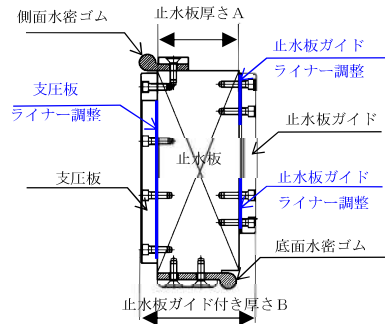 側面水密ゴム
止水板厚さA
止水板ガイド
ライナー調整
支圧板
ライナー調整
止水板ガイド
止水板
支圧板
止水板ガイド
ライナー調整
底面水密ゴム
止水板ガイド付き厚さB